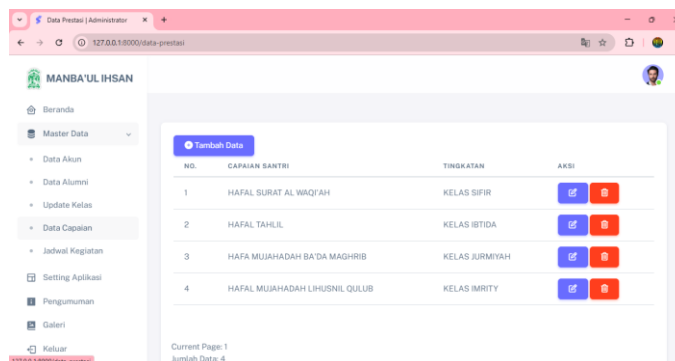 Data Prestasi | Administrator
127.0.0.1:8000/data-prestasi
MANBA'UL IHSAN
Beranda
Master Data
Data Akun
Data Alumni
Update Kelas
Data Capaian
Jadwal Kegiatan
Setting Aplikasi
Pengumuman
Galeri
Keluar
Tambah Data
NO. CAPAIAN SANTRI TINGKATAN AKSI
1 HAFAL SURAT AL WAQI'AH KELAS SIFIR
2 HAFAL TAHLIL KELAS IBTIDA
3 HAFA MUJAHADAH BA'DA MAGHRIB KELAS JURMIYAH
4 HAFAL MUJAHADAH LIHUSNIL QULUB KELAS IMRITY
Current Page: 1
Jumlah Data: 4